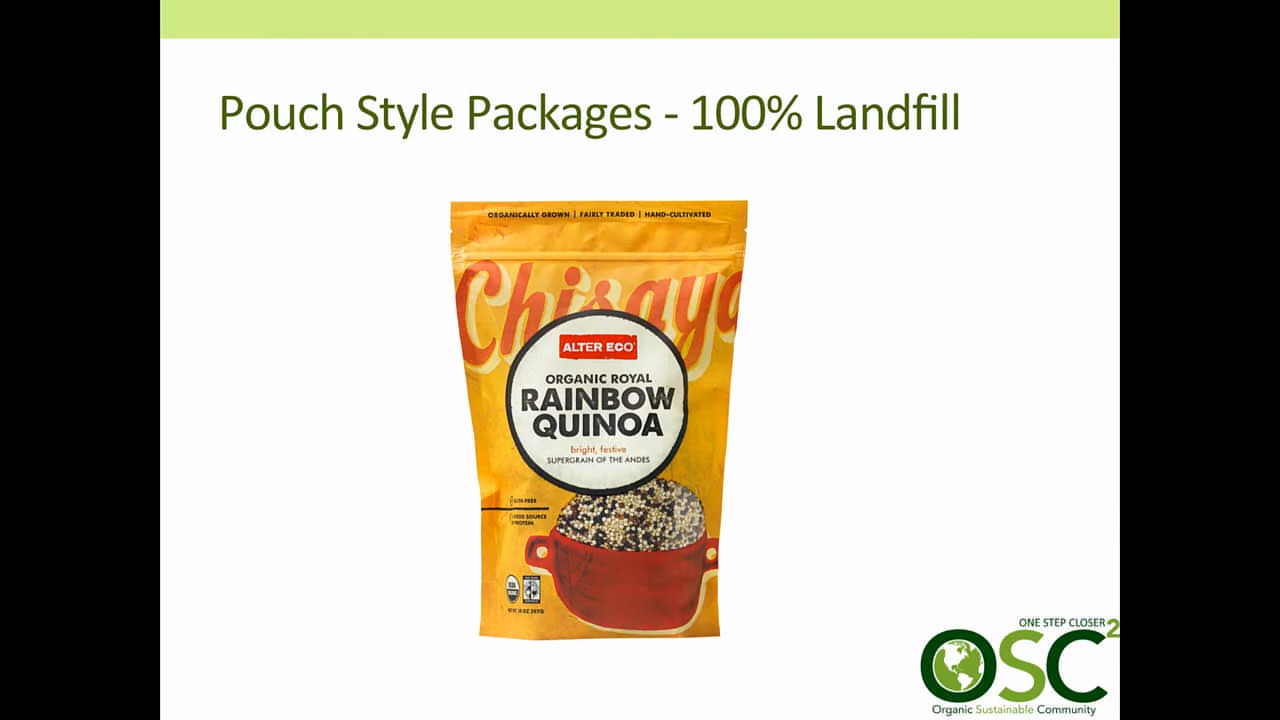 Pouch Style Packages - 100% Landfill
ORGANICALLY GROWN | FAIRLY TRADED | HAND-CULTIVATED
Chisaya
ALTER ECO
ORGANIC ROYAL
RAINBOW
QUINOA
bright, festive
SUPERGRAIN OF THE ANDES
ONE STEP CLOSER
2
OSC
Organic Sustainable Community